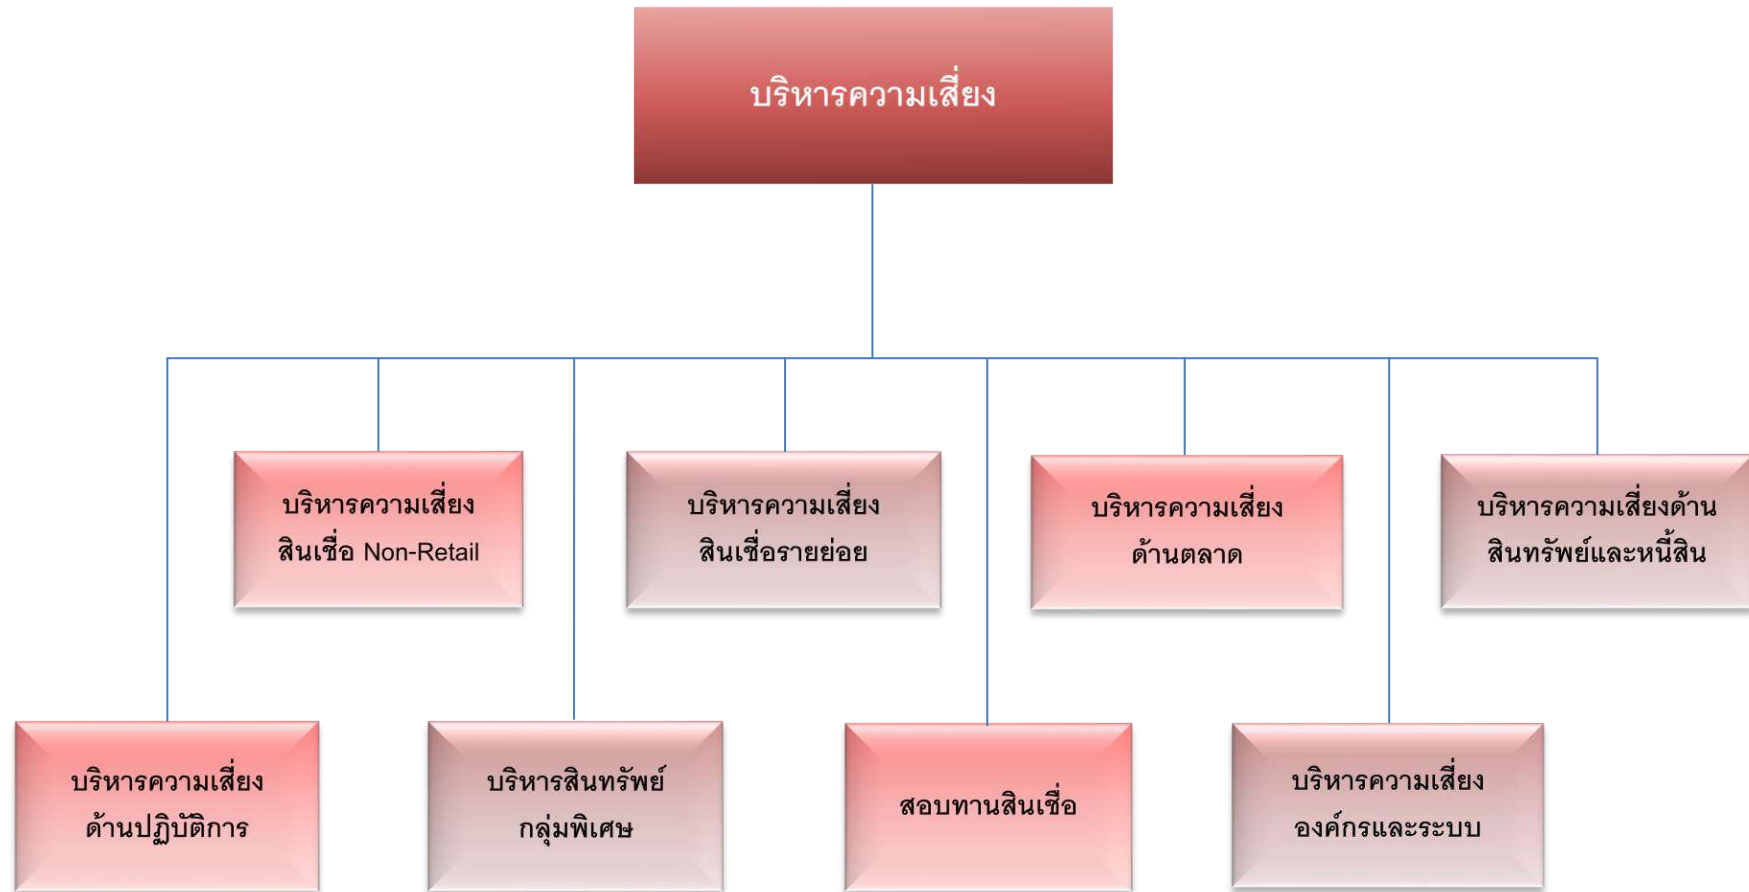 บริหารความเสี่ยง
บริหารความเสี่ยง
สินเชื่อ Non-Retail
บริหารความเสี่ยง
สินเชื่อรายย่อย
บริหารความเสี่ยง
ด้านตลาด
บริหารความเสี่ยงด้าน
สินทรัพย์และหนี้สิน
บริหารความเสี่ยง
ด้านปฏิบัติการ
บริหารสินทรัพย์
กลุ่มพิเศษ
สอบทานสินเชื่อ
บริหารความเสี่ยง
องค์กรและระบบ